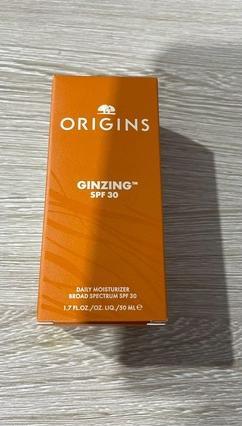 ORIGINS
GINZING™
SPF 30
DAILY MOISTURIZER
BROAD SPECTRUM SPF 30
1.7 FL.OZ./OZ. LIQ./50 ML℮